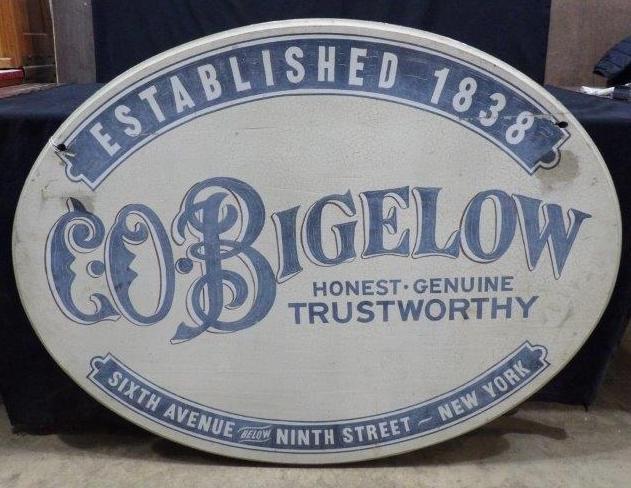 ESTABLISHED 1838
C·O·BIGELOW
HONEST·GENUINE
TRUSTWORTHY
SIXTH AVENUE BELOW NINTH STREET ~ NEW YORK